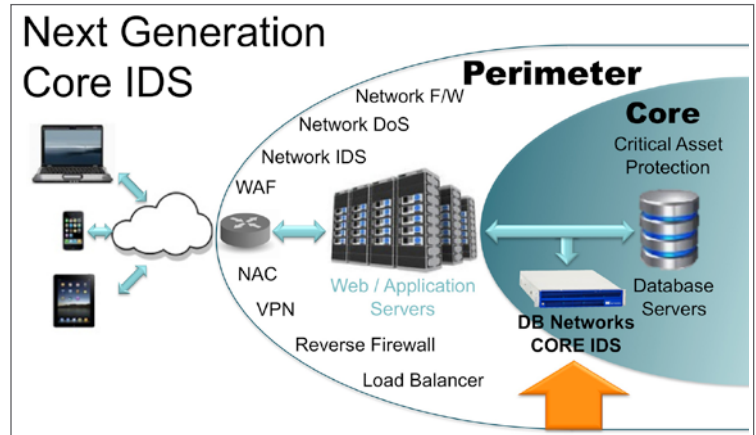 Next Generation
Core IDS
Perimeter
Core
Critical Asset
Protection
Network F/W
Network DoS
Network IDS
WAF
NAC
VPN
Reverse Firewall
Load Balancer
Web / Application
Servers
Database
Servers
DB Networks
CORE IDS